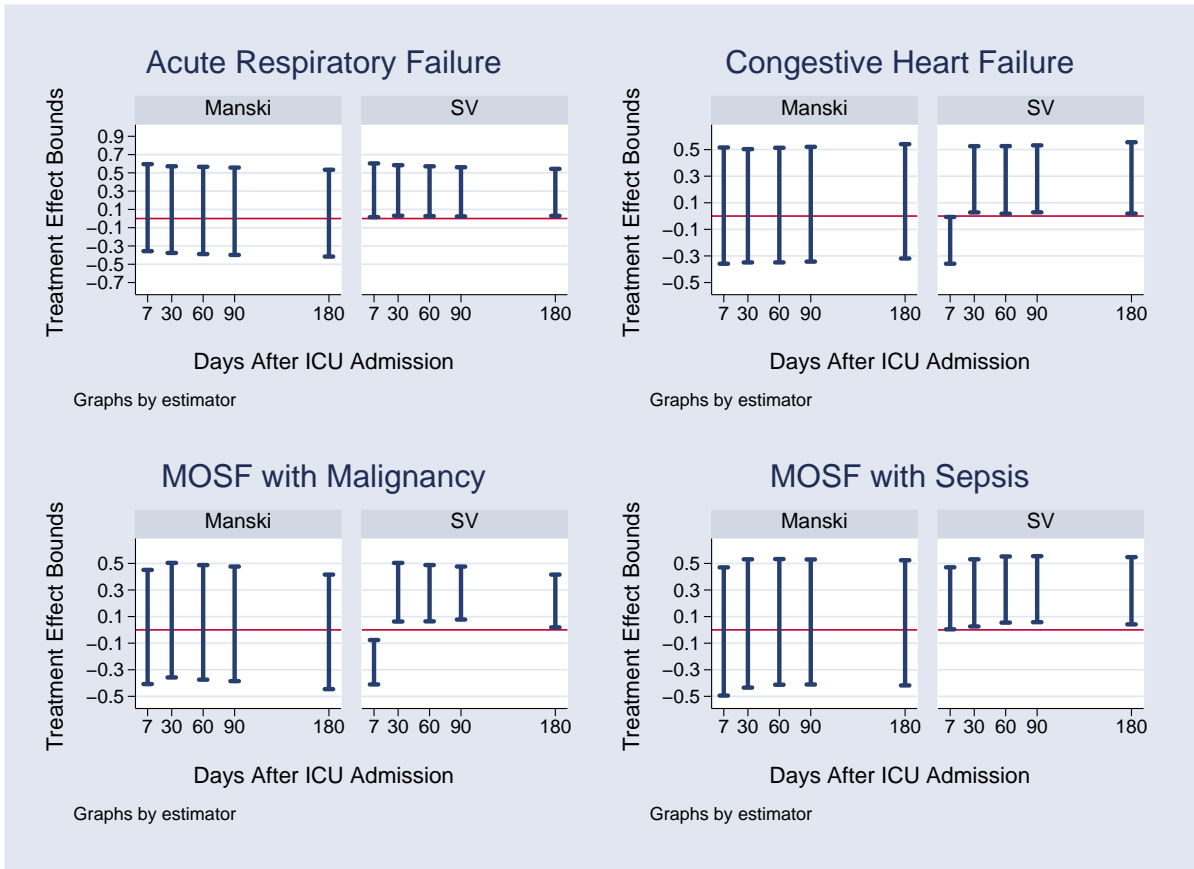 Acute Respiratory Failure
Treatment Effect Bounds
Manski
SV
0.9
0.7
0.5
0.3
0.1
−0.1
−0.3
−0.5
−0.7
7 30 60 90 180
7 30 60 90 180
Days After ICU Admission
Graphs by estimator
Congestive Heart Failure
Treatment Effect Bounds
Manski
SV
0.5
0.3
0.1
−0.1
−0.3
−0.5
7 30 60 90 180
7 30 60 90 180
Days After ICU Admission
Graphs by estimator
MOSF with Malignancy
Treatment Effect Bounds
Manski
SV
0.5
0.3
0.1
−0.1
−0.3
−0.5
7 30 60 90 180
7 30 60 90 180
Days After ICU Admission
Graphs by estimator
MOSF with Sepsis
Treatment Effect Bounds
Manski
SV
0.5
0.3
0.1
−0.1
−0.3
−0.5
7 30 60 90 180
7 30 60 90 180
Days After ICU Admission
Graphs by estimator